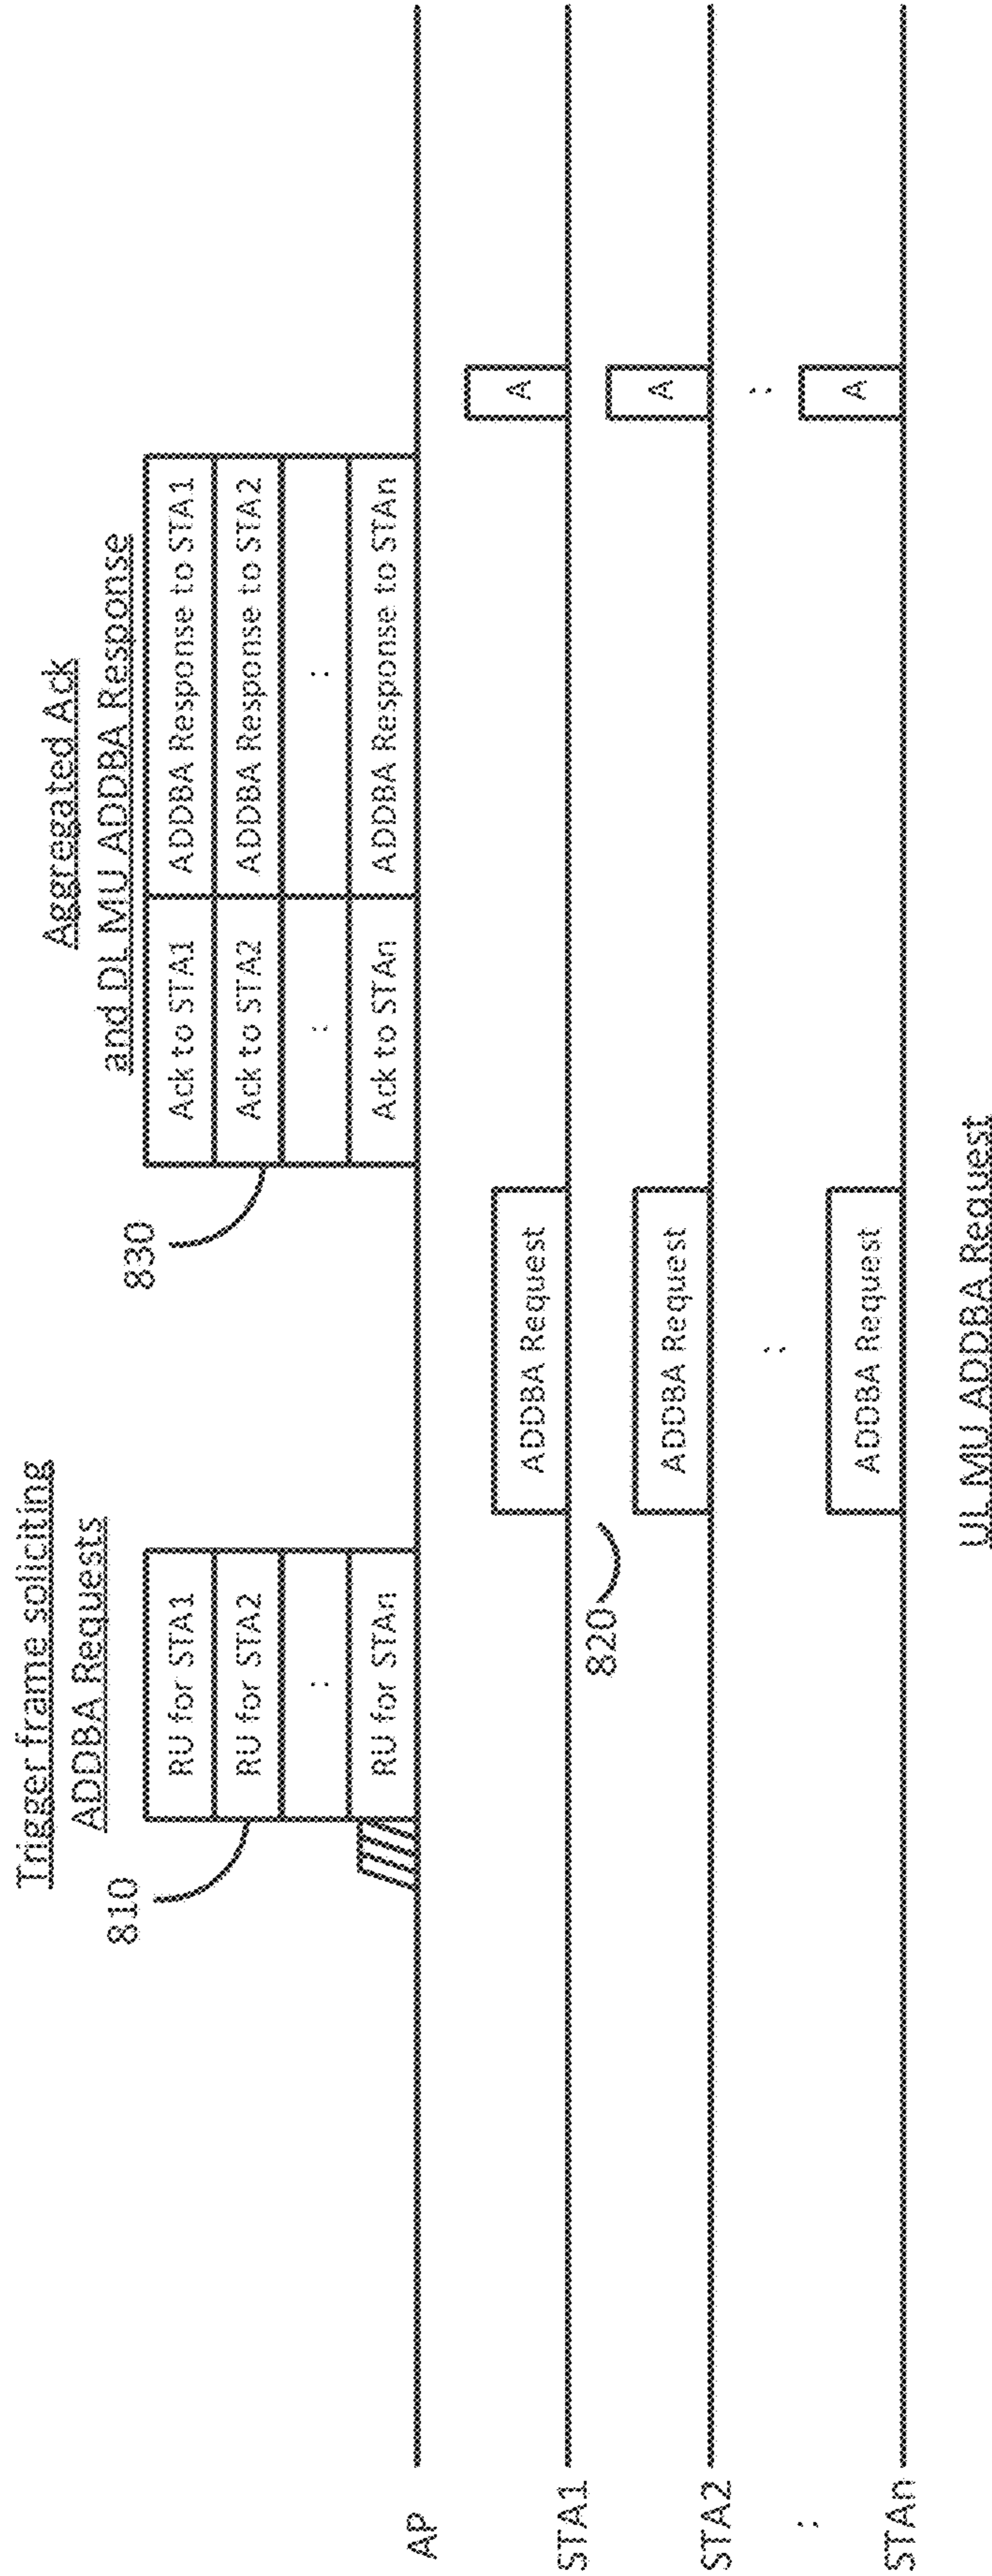 Trigger frame soliciting
ADDBA Requests
810
RU for STA1
RU for STA2
:
RU for STAn
Aggregated Ack
and DL MU ADDBA Response
830
Ack to STA1
ADDBA Response to STA1
Ack to STA2
ADDBA Response to STA2
:
:
Ack to STAn
ADDBA Response to STAn
AP
STA1
820
ADDBA Request
A
STA2
ADDBA Request
A
:
:
:
STAn
ADDBA Request
A
UL MU ADDBA Request